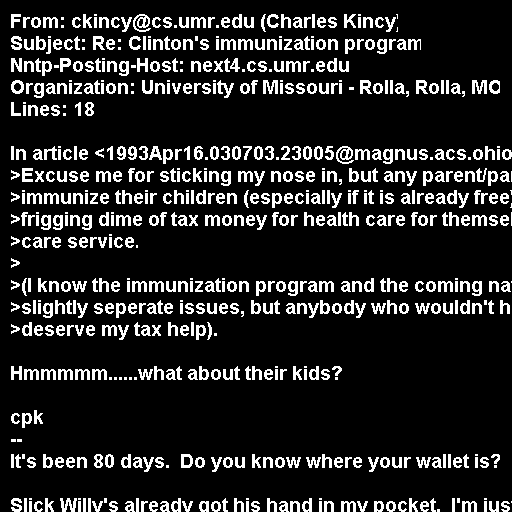 From: ckincy@cs.umr.edu (Charles Kincy)
Subject: Re: Clinton's immunization program
Nntp-Posting-Host: next4.cs.umr.edu
Organization: University of Missouri - Rolla, Rolla, MO
Lines: 18

In article <1993Apr16.030703.23005@magnus.acs.ohio
>Excuse me for sticking my nose in, but any parent/pa
>immunize their children (especially if it is already free)
>frigging dime of tax money for health care for themsel
>care service.
>
>(I know the immunization program and the coming na
>slightly seperate issues, but anybody who wouldn't h
>deserve my tax help).

Hmmmmm......what about their kids?

cpk
--
It's been 80 days.  Do you know where your wallet is?

Slick Willy's already got his hand in my pocket.  I'm jus